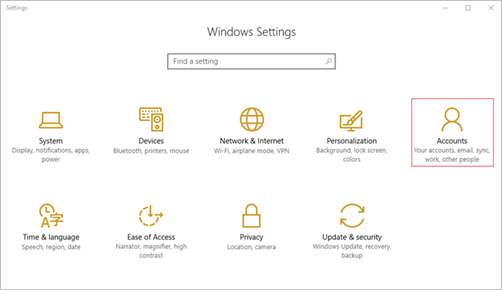 Settings
Windows Settings
Find a setting
System
Display, notifications, apps,
power
Devices
Bluetooth, printers, mouse
Network & Internet
Wi-Fi, airplane mode, VPN
Personalization
Background, lock screen,
colors
Accounts
Your accounts, email, sync,
work, other people
Time & language
Speech, region, date
Ease of Access
Narrator, magnifier, high
contrast
Privacy
Location, camera
Update & security
Windows Update, recovery,
backup